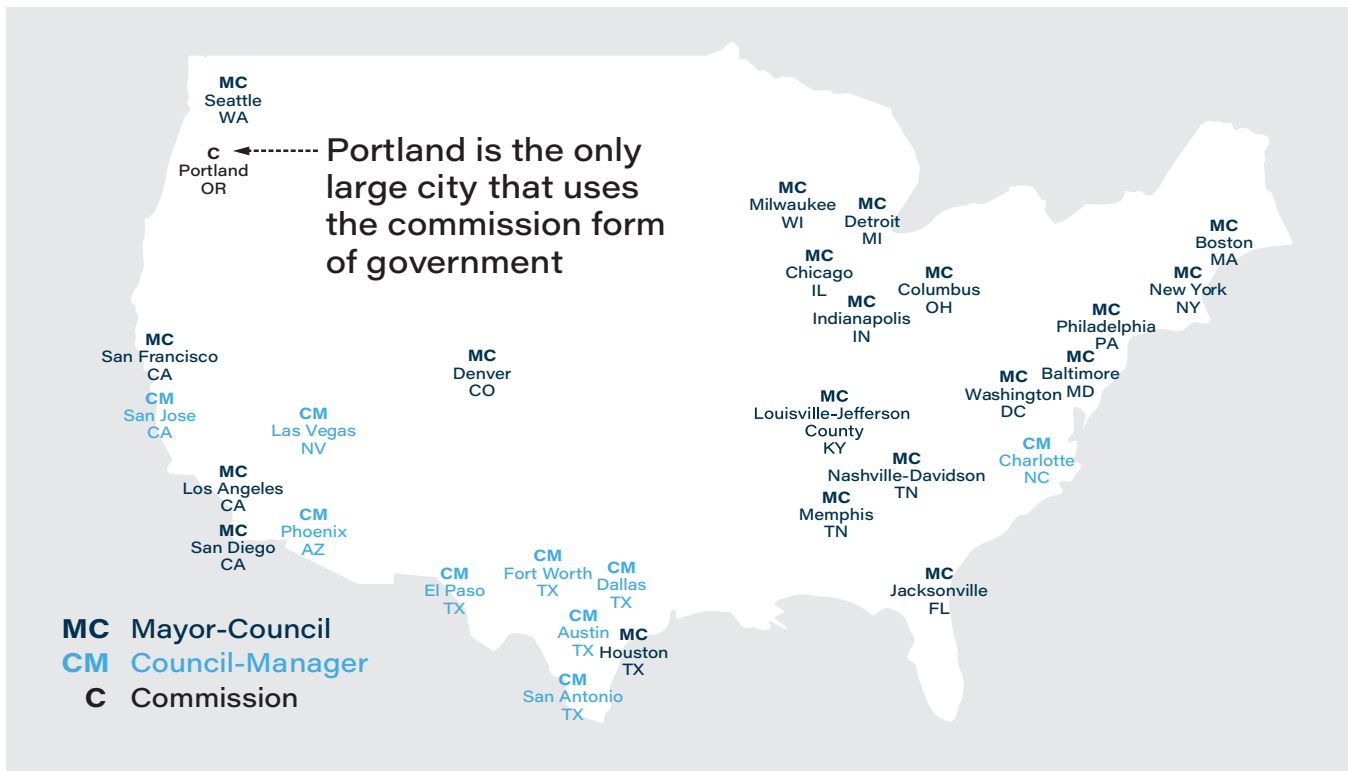 MC
Seattle
WA
C
Portland
OR
Portland is the only
large city that uses
the commission form
of government
MC
Milwaukee
WI
MC
Detroit
MI
MC
Boston
MA
MC
Chicago
IL
MC
Columbus
OH
MC
New York
NY
MC
Indianapolis
IN
MC
Philadelphia
PA
MC
San Francisco
CA
MC
Denver
CO
MC
Baltimore
MD
MC
Washington
DC
CM
San Jose
CA
CM
Las Vegas
NV
MC
Louisville-Jefferson
County
KY
CM
Charlotte
NC
MC
Nashville-Davidson
TN
MC
Los Angeles
CA
MC
Memphis
TN
CM
Phoenix
AZ
MC
San Diego
CA
CM
El Paso
TX
CM
Fort Worth
TX
CM
Dallas
TX
MC
Jacksonville
FL
CM
Austin
TX
MC
Houston
TX
CM
San Antonio
TX
MC Mayor-Council
CM Council-Manager
C Commission